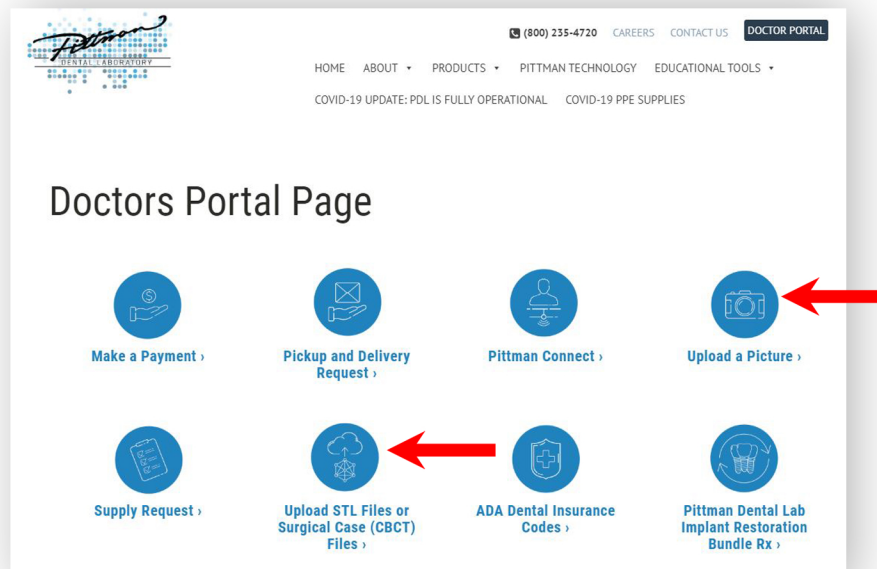 Pittman
DENTAL LABORATORY
(800) 235-4720 CAREERS CONTACT US DOCTOR PORTAL
HOME ABOUT PRODUCTS PITTMAN TECHNOLOGY EDUCATIONAL TOOLS
COVID-19 UPDATE: PDL IS FULLY OPERATIONAL COVID-19 PPE SUPPLIES
Doctors Portal Page
Make a Payment ›
Pickup and Delivery
Request ›
Pittman Connect ›
Upload a Picture ›
Supply Request ›
Upload STL Files or
Surgical Case (CBCT)
Files ›
ADA Dental Insurance
Codes ›
Pittman Dental Lab
Implant Restoration
Bundle Rx ›